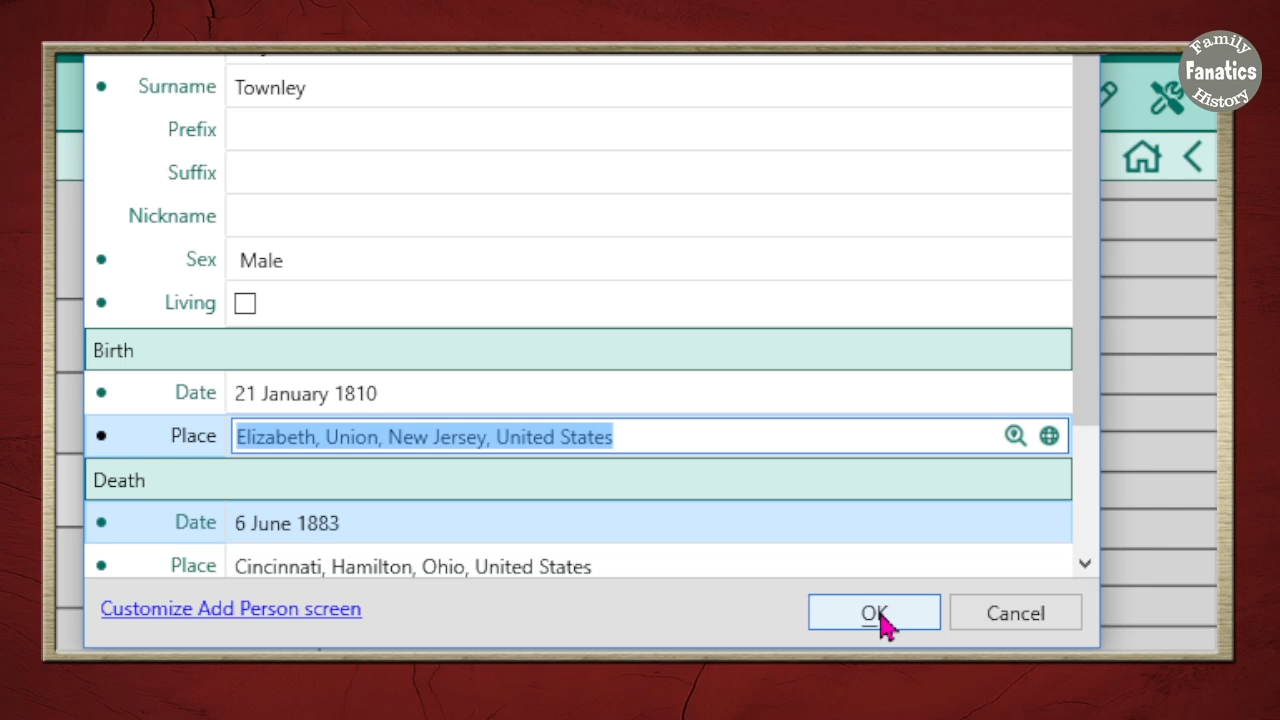 Family
Fanatics
History
Surname Townley
Prefix
Suffix
Nickname
Sex Male
Living
Birth
Date 21 January 1810
Place Elizabeth, Union, New Jersey, United States
Death
Date 6 June 1883
Place Cincinnati, Hamilton, Ohio, United States
Customize Add Person screen OK Cancel